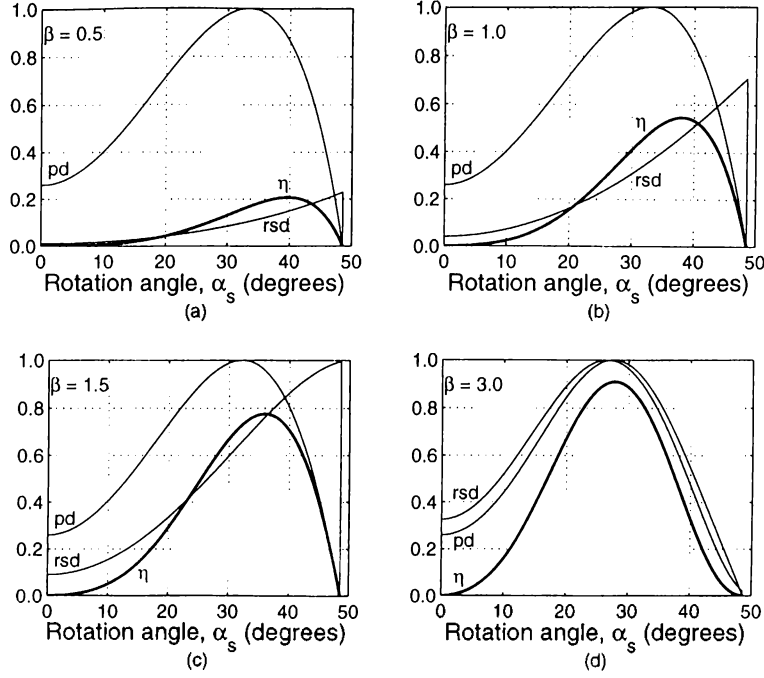 1.0
β = 0.5
0.8
0.6
0.4
pd
η
0.2
rsd
0.0
0 10 20 30 40 50
Rotation angle, α_s (degrees)
(a)
1.0
β = 1.0
0.8
0.6
η
0.4
pd
rsd
0.2
0.0
0 10 20 30 40 50
Rotation angle, α_s (degrees)
(b)
1.0
β = 1.5
0.8
0.6
0.4
pd
0.2
rsd
η
0.0
0 10 20 30 40 50
Rotation angle, α_s (degrees)
(c)
1.0
β = 3.0
0.8
0.6
rsd
0.4
pd
0.2
η
0.0
0 10 20 30 40 50
Rotation angle, α_s (degrees)
(d)